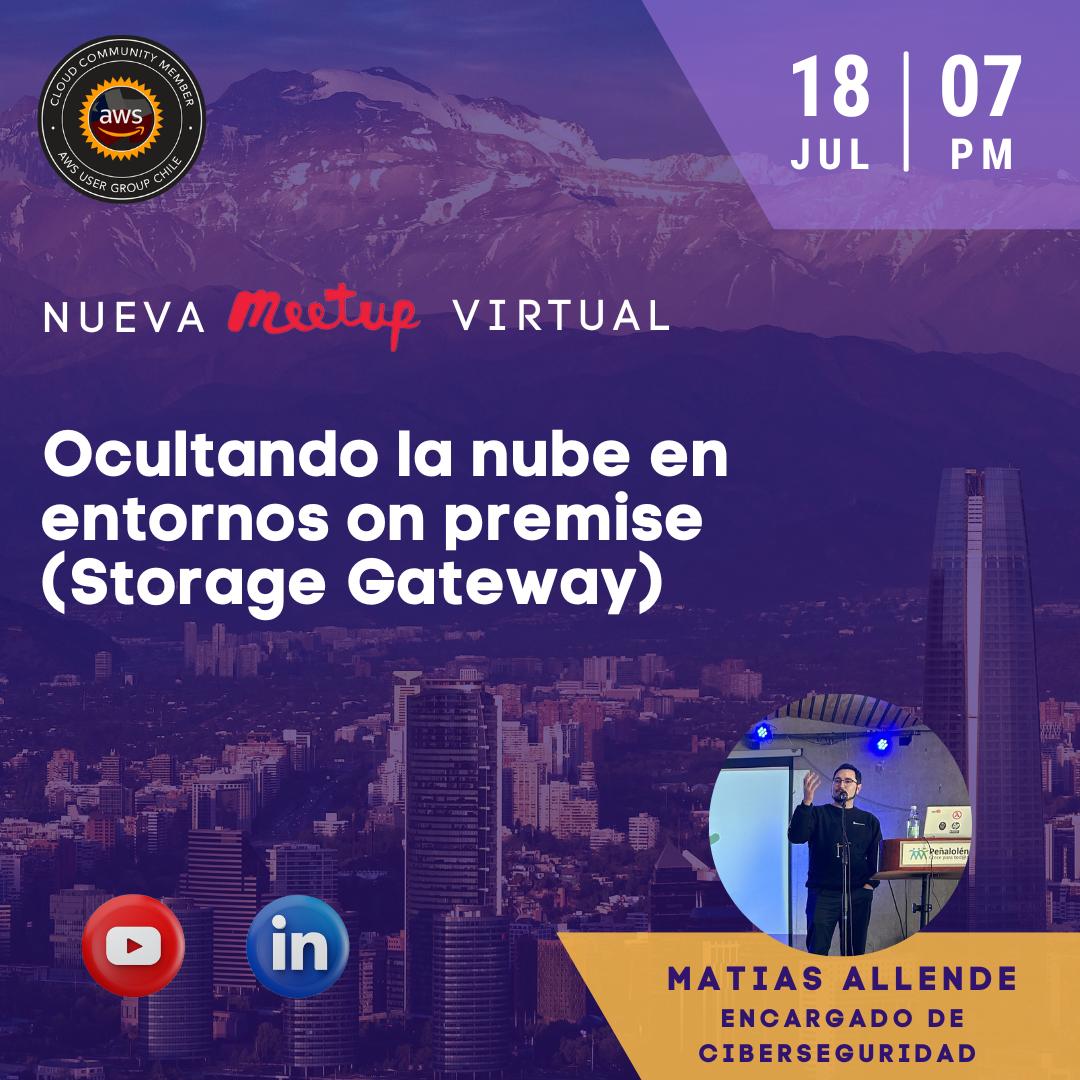 CLOUD COMMUNITY MEMBER
aws
AWS USER GROUP CHILE
18 | 07
JUL | PM
NUEVA meetup VIRTUAL
Ocultando la nube en
entornos on premise
(Storage Gateway)
Peñalolén
in
MATIAS ALLENDE
ENCARGADO DE
CIBERSEGURIDAD